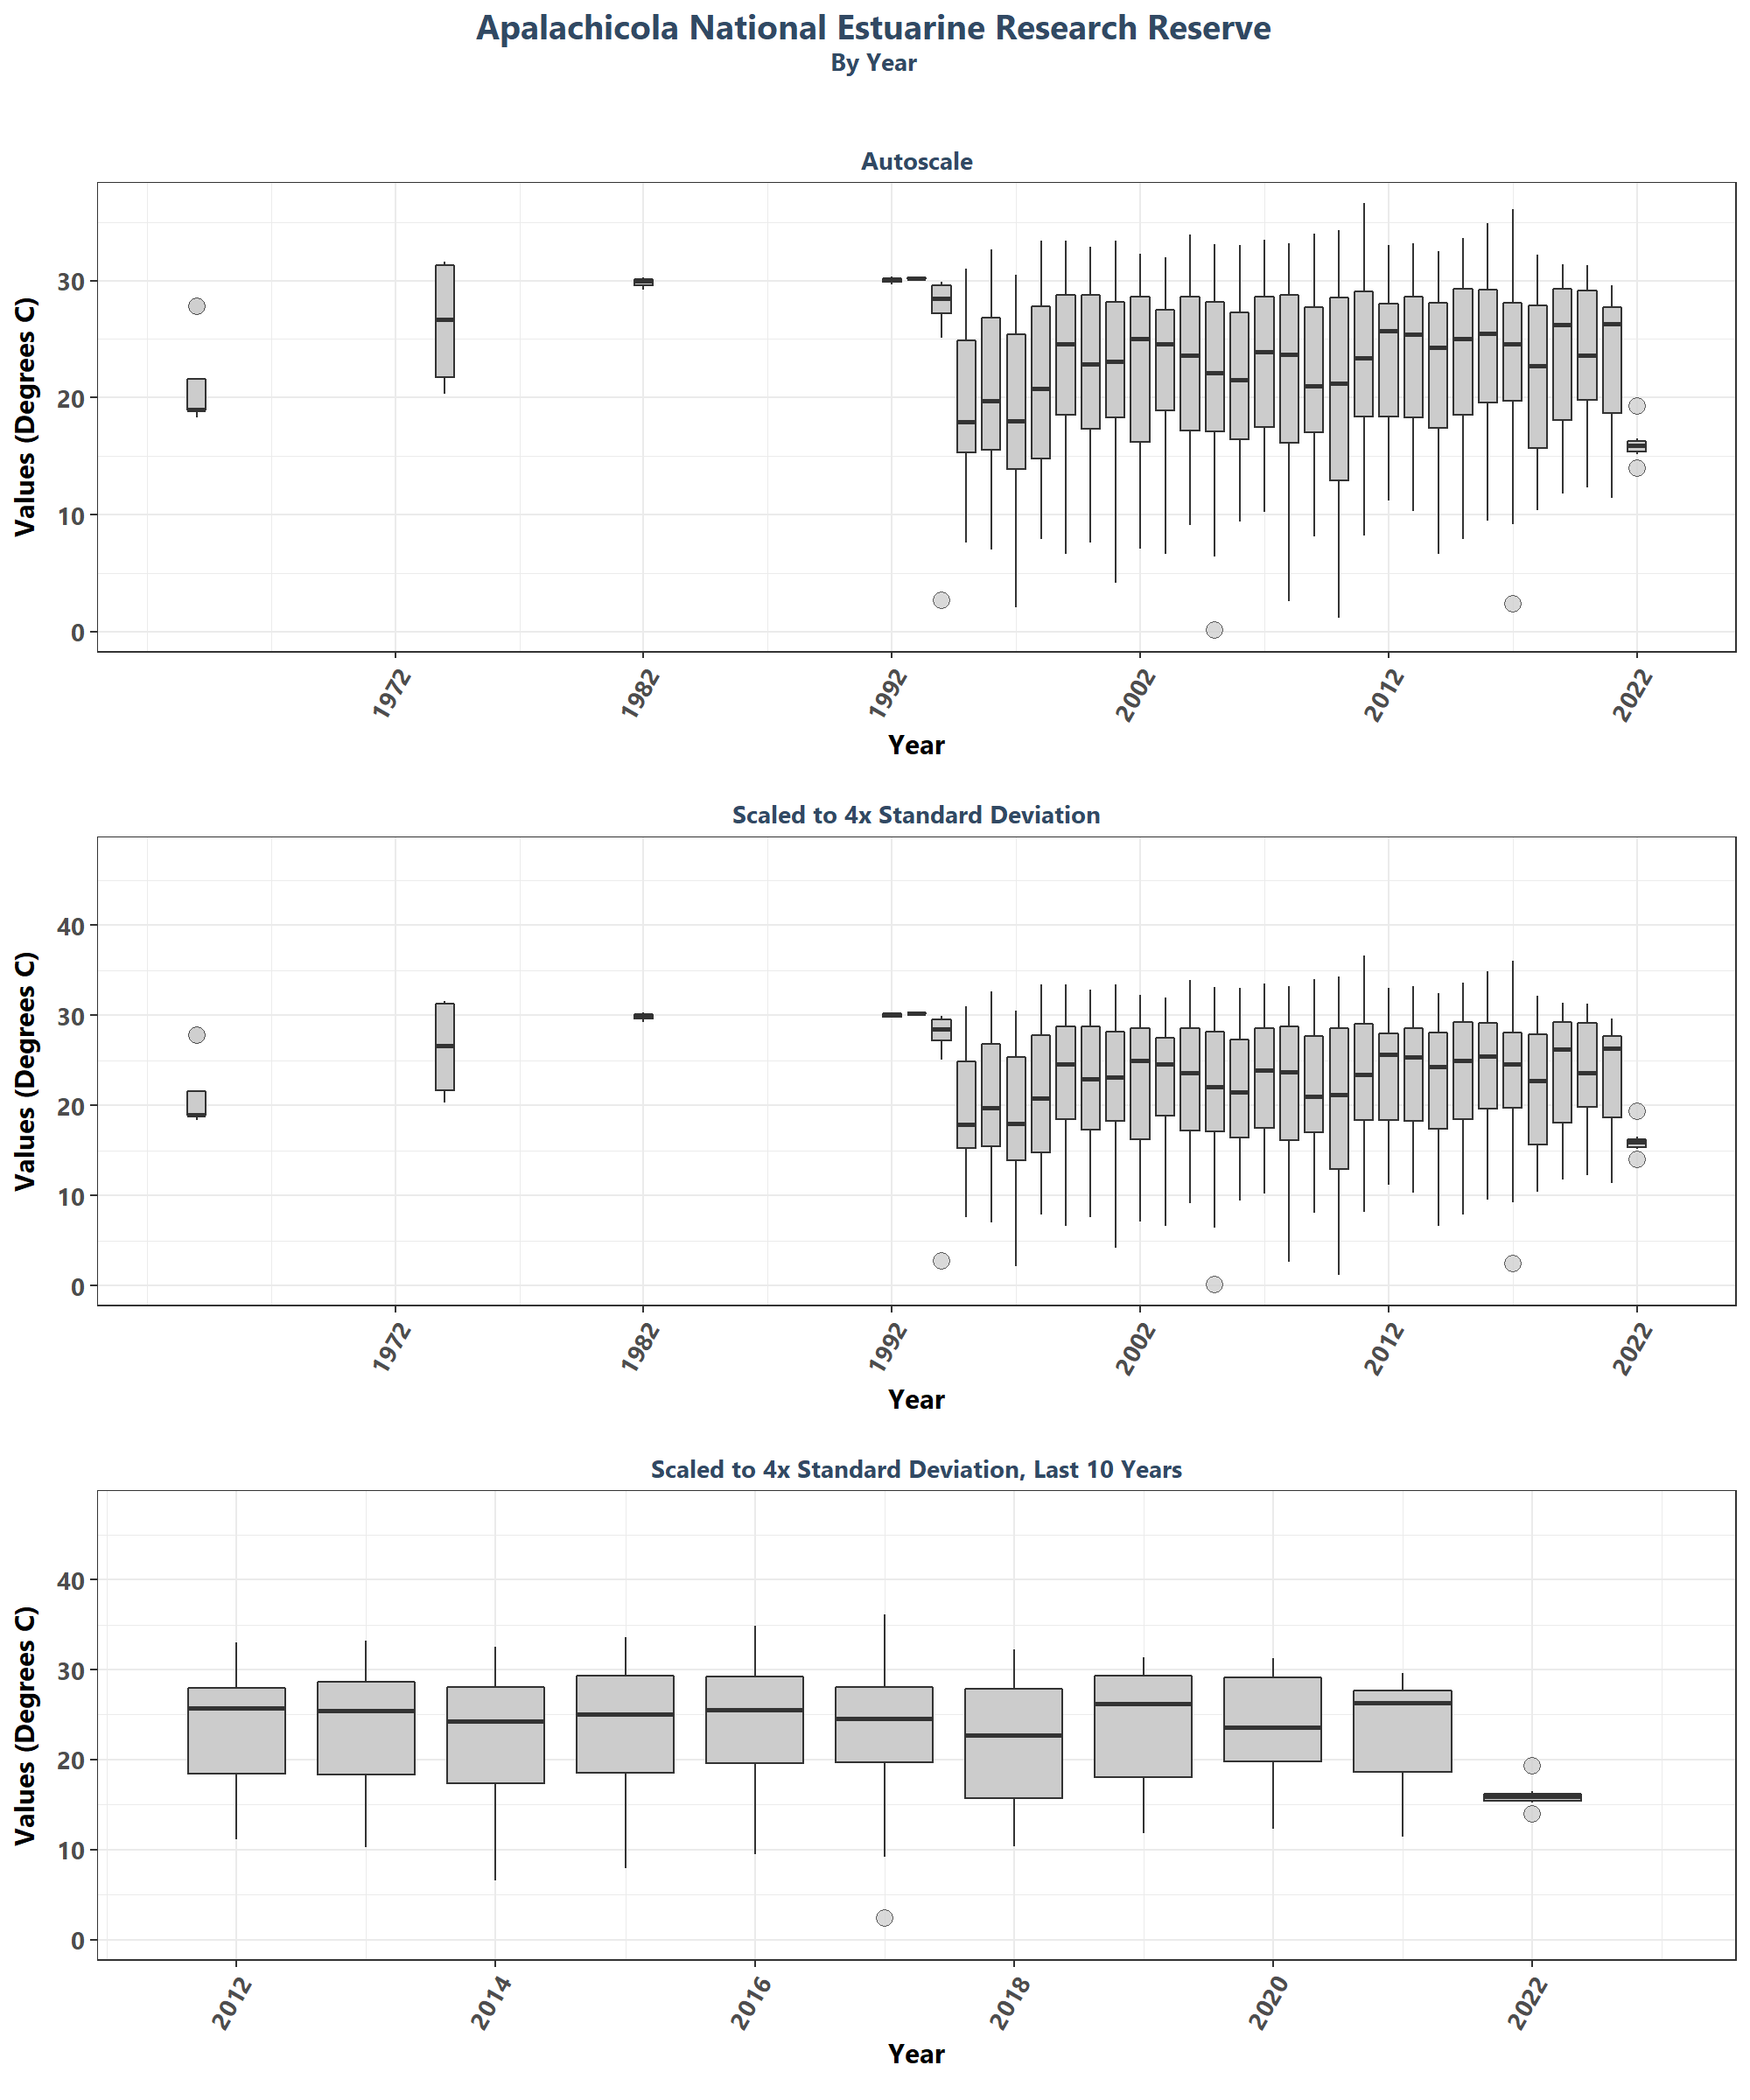 Apalachicola National Estuarine Research Reserve
By Year
Autoscale
Values (Degrees C)
30
20
10
0
1972
1982
1992
2002
2012
2022
Year
Scaled to 4x Standard Deviation
Values (Degrees C)
40
30
20
10
0
1972
1982
1992
2002
2012
2022
Year
Scaled to 4x Standard Deviation, Last 10 Years
Values (Degrees C)
40
30
20
10
0
2012
2014
2016
2018
2020
2022
Year